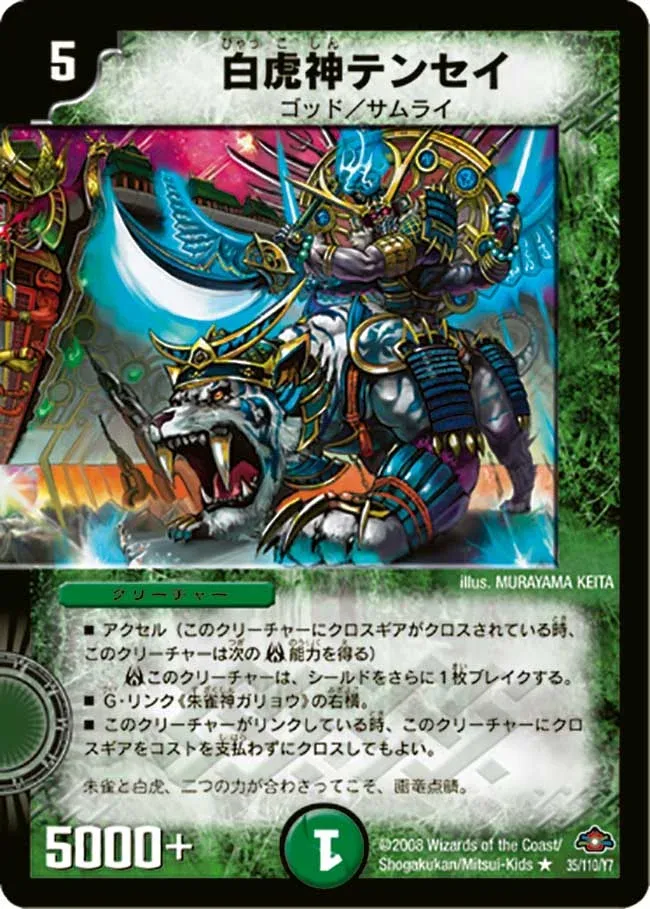 5
びゃっこしん
白虎神テンセイ
ゴッド／サムライ
illus. MURAYAMA KEITA
クリーチャー
■ アクセル（このクリーチャーにクロスギアがクロスされている時、
このクリーチャーは次の能力を得る）
このクリーチャーは、シールドをさらに1枚ブレイクする。
■ G・リンク《朱雀神ガリョウ》の右横。
■ このクリーチャーがリンクしている時、このクリーチャーにクロ
スギアをコストを支払わずにクロスしてもよい。
朱雀と白虎、二つの力が合わさってこそ、画竜点睛。
5000+
1
©2008 Wizards of the Coast/
Shogakukan/Mitsui-Kids ★ 35/110/Y7